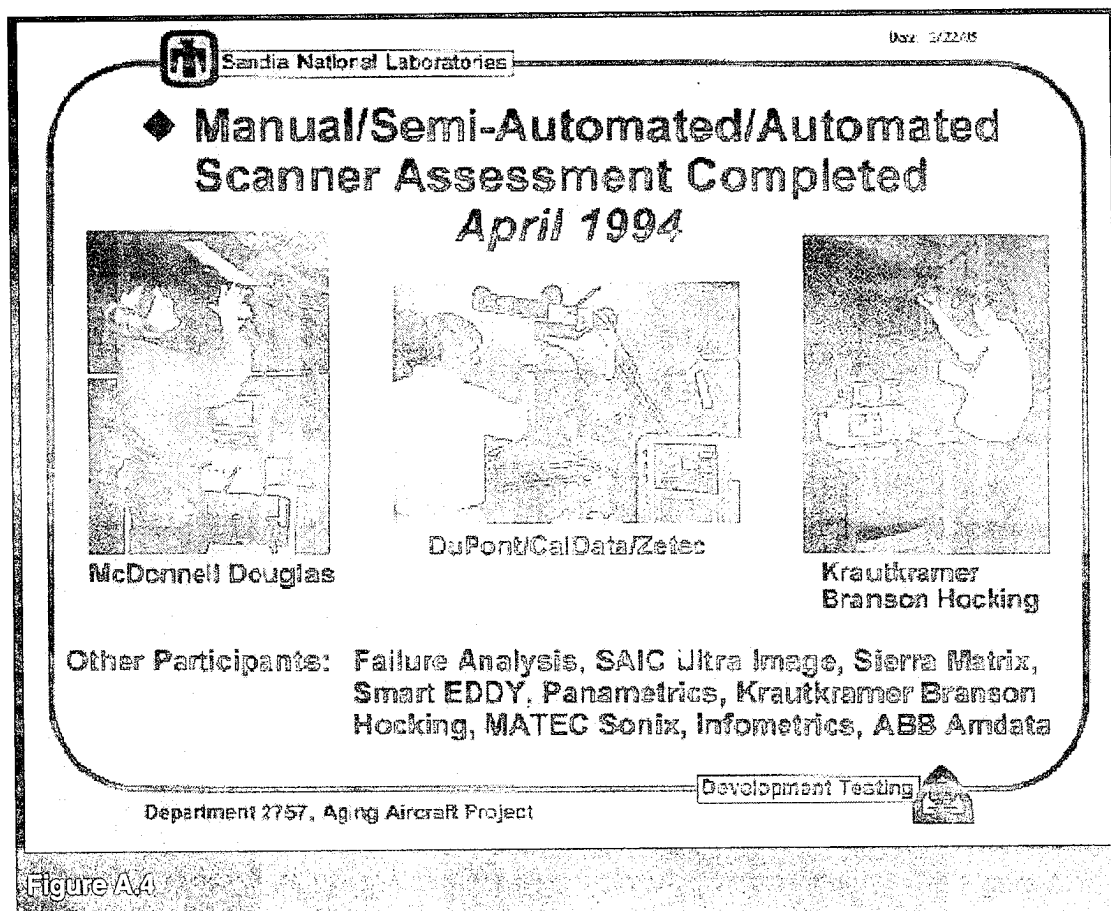 Sandia National Laboratories
◆ Manual/Semi-Automated/Automated
Scanner Assessment Completed
April 1994
McDonnell Douglas
DuPont/CalData/Zetec
Krautkramer
Branson Hocking
Other Participants: Failure Analysis, SAIC Ultra Image, Sierra Matrix,
Smart EDDY, Panametrics, Krautkramer Branson
Hocking, MATEC Sonix, Infometrics, ABB Amdata
Development Testing
Department 2757, Aging Aircraft Project
Figure A.4